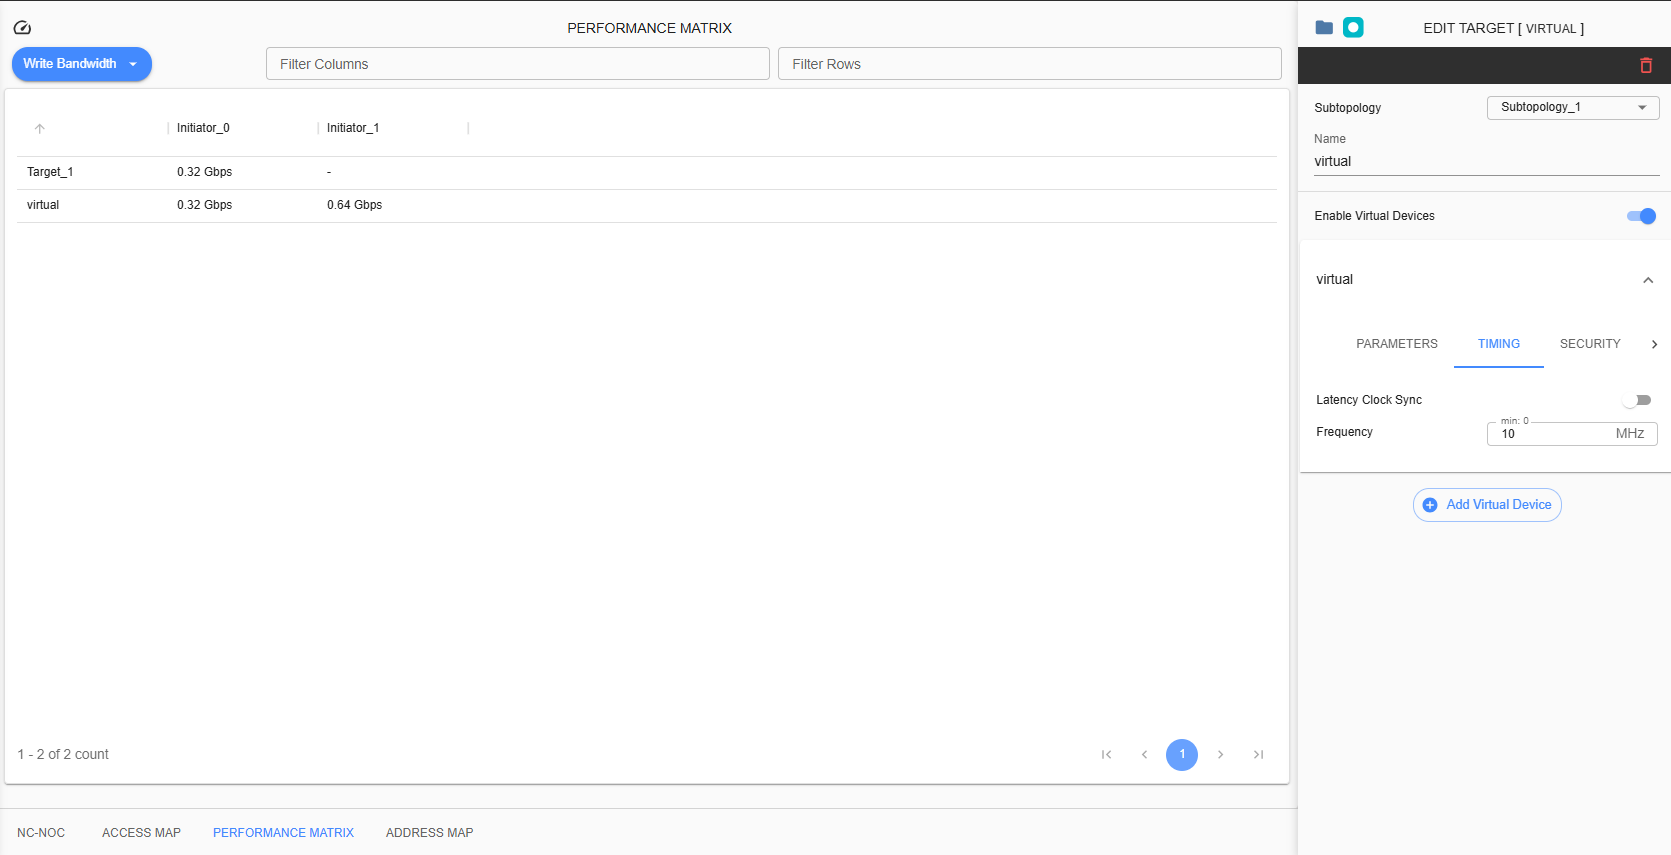 PERFORMANCE MATRIX
Write Bandwidth
Filter Columns
Filter Rows
Initiator_0
Initiator_1
Target_1
0.32 Gbps
-
virtual
0.32 Gbps
0.64 Gbps
1 - 2 of 2 count
1
NC-NOC
ACCESS MAP
PERFORMANCE MATRIX
ADDRESS MAP
EDIT TARGET [ VIRTUAL ]
Subtopology
Subtopology_1
Name
virtual
Enable Virtual Devices
virtual
PARAMETERS
TIMING
SECURITY
Latency Clock Sync
Frequency
min: 0
10
MHz
Add Virtual Device